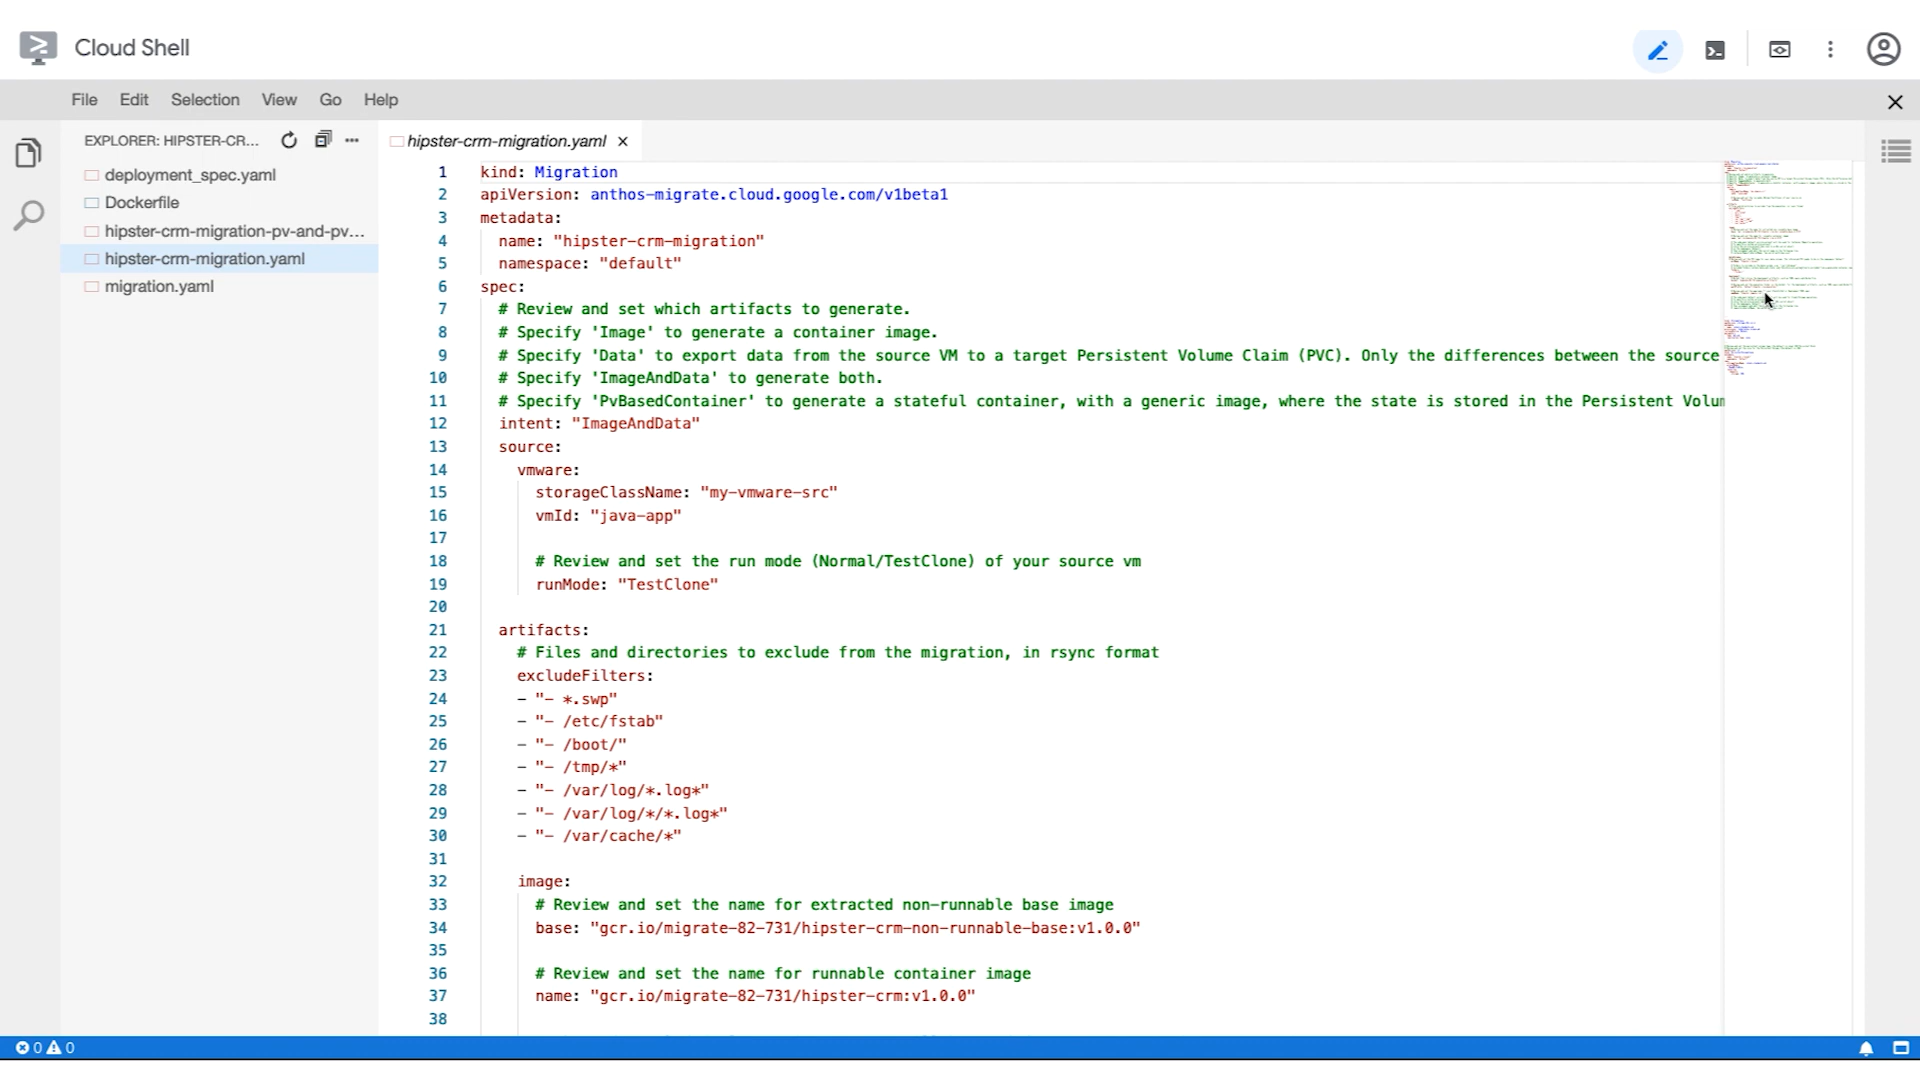 Cloud Shell
File Edit Selection View Go Help
EXPLORER: HIPSTER-CR...
deployment_spec.yaml
Dockerfile
hipster-crm-migration-pv-and-pv...
hipster-crm-migration.yaml
migration.yaml
hipster-crm-migration.yaml
1 kind: Migration
2 apiVersion: anthos-migrate.cloud.google.com/v1beta1
3 metadata:
4 name: "hipster-crm-migration"
5 namespace: "default"
6 spec:
7 # Review and set which artifacts to generate.
8 # Specify 'Image' to generate a container image.
9 # Specify 'Data' to export data from the source VM to a target Persistent Volume Claim (PVC). Only the differences between the source
10 # Specify 'ImageAndData' to generate both.
11 # Specify 'PvBasedContainer' to generate a stateful container, with a generic image, where the state is stored in the Persistent Volum
12 intent: "ImageAndData"
13 source:
14 vmware:
15 storageClassName: "my-vmware-src"
16 vmId: "java-app"
17
18 # Review and set the run mode (Normal/TestClone) of your source vm
19 runMode: "TestClone"
20
21 artifacts:
22 # Files and directories to exclude from the migration, in rsync format
23 excludeFilters:
24 - "- *.swp"
25 - "- /etc/fstab"
26 - "- /boot/"
27 - "- /tmp/*"
28 - "- /var/log/*.log*"
29 - "- /var/log/*/*.log*"
30 - "- /var/cache/*"
31
32 image:
33 # Review and set the name for extracted non-runnable base image
34 base: "gcr.io/migrate-82-731/hipster-crm-non-runnable-base:v1.0.0"
35
36 # Review and set the name for runnable container image
37 name: "gcr.io/migrate-82-731/hipster-crm:v1.0.0"
38
0 0